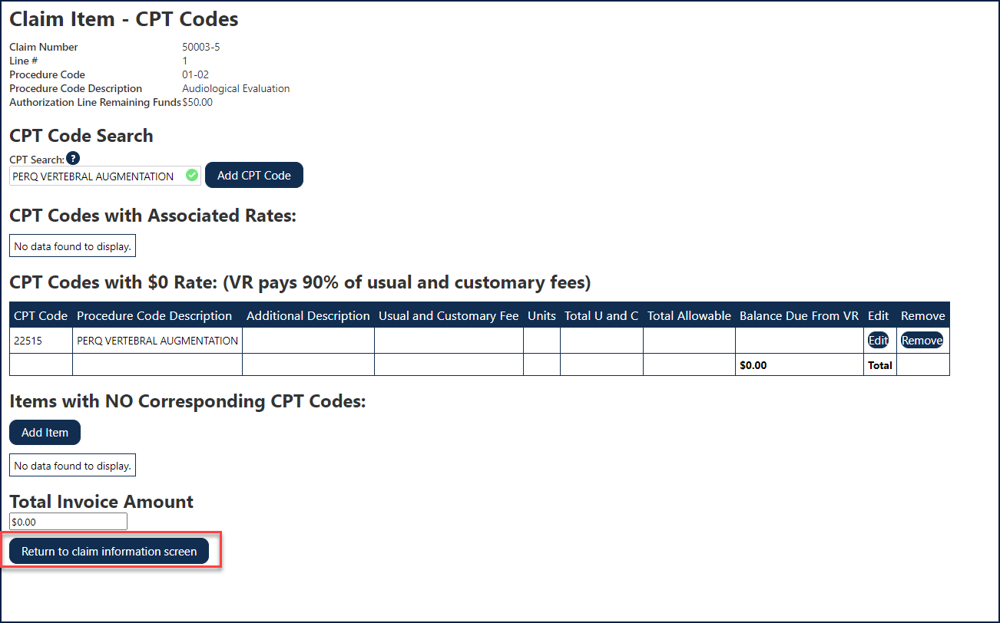 Claim Item - CPT Codes
Claim Number 50003-5
Line # 1
Procedure Code 01-02
Procedure Code Description Audiological Evaluation
Authorization Line Remaining Funds $50.00
CPT Code Search
CPT Search: ?
PERQ VERTEBRAL AUGMENTATION Add CPT Code
CPT Codes with Associated Rates:
No data found to display.
CPT Codes with $0 Rate: (VR pays 90% of usual and customary fees)
CPT Code Procedure Code Description Additional Description Usual and Customary Fee Units Total U and C Total Allowable Balance Due From VR Edit Remove
22515 PERQ VERTEBRAL AUGMENTATION Edit Remove
$0.00 Total
Items with NO Corresponding CPT Codes:
Add Item
No data found to display.
Total Invoice Amount
$0.00
Return to claim information screen